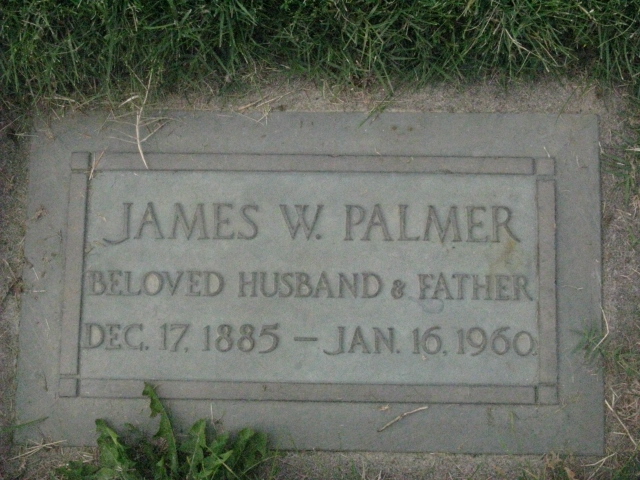 JAMES W. PALMER
BELOVED HUSBAND & FATHER
DEC. 17, 1885 – JAN. 16, 1960